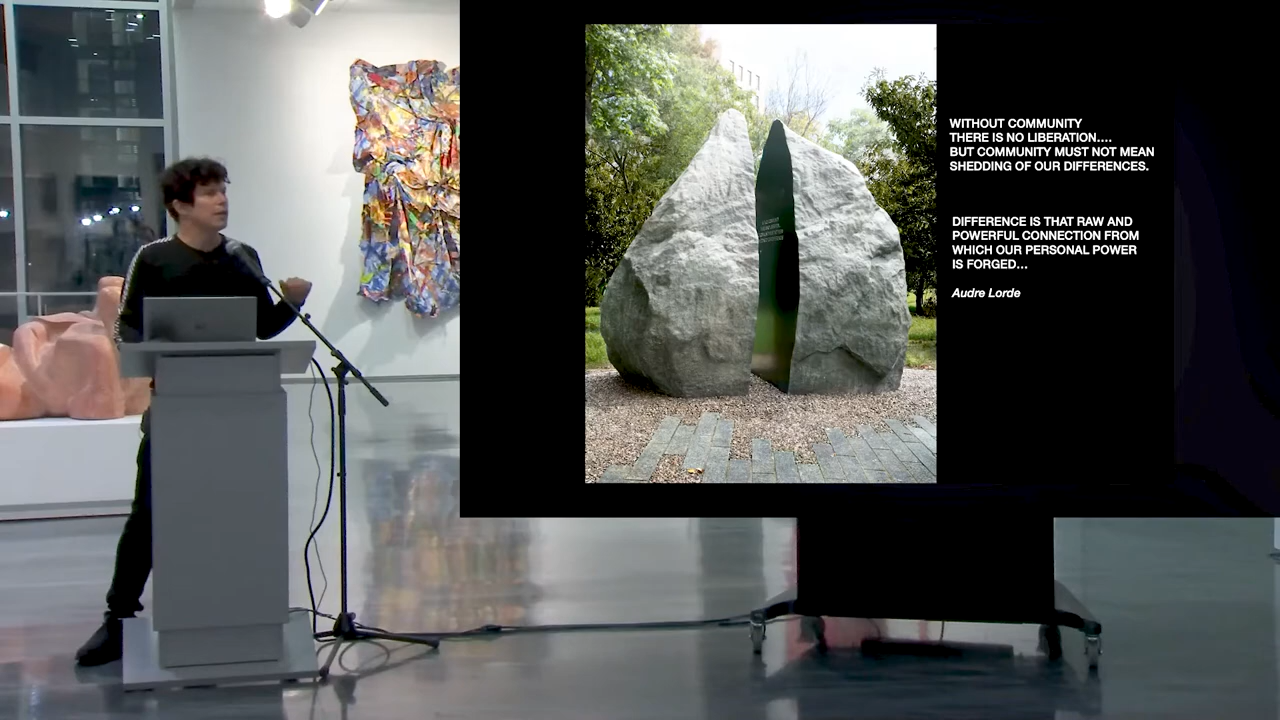 WITHOUT COMMUNITY
THERE IS NO LIBERATION....
BUT COMMUNITY MUST NOT MEAN
SHEDDING OF OUR DIFFERENCES.
DIFFERENCE IS THAT RAW AND
POWERFUL CONNECTION FROM
WHICH OUR PERSONAL POWER
IS FORGED...
Audre Lorde